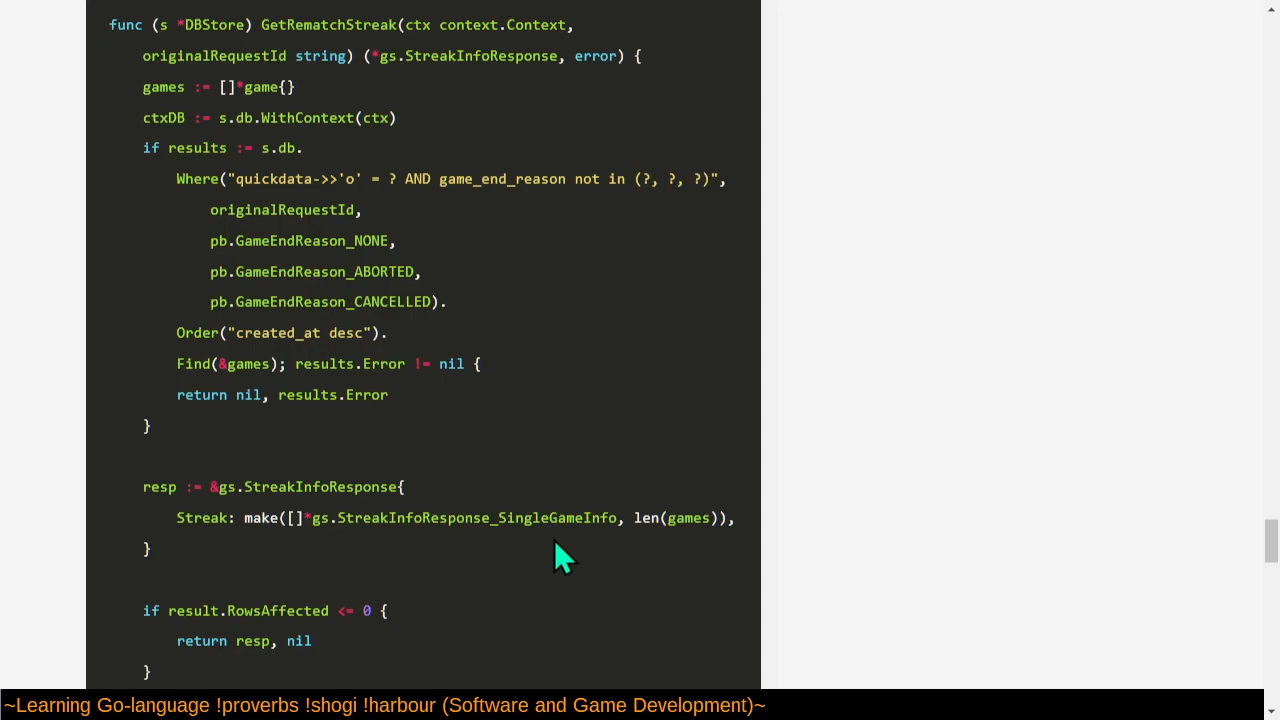 func (s *DBStore) GetRematchStreak(ctx context.Context,
originalRequestId string) (*gs.StreakInfoResponse, error) {
games := []*game{}
ctxDB := s.db.WithContext(ctx)
if results := s.db.
Where("quickdata->>'o' = ? AND game_end_reason not in (?, ?, ?)",
originalRequestId,
pb.GameEndReason_NONE,
pb.GameEndReason_ABORTED,
pb.GameEndReason_CANCELLED).
Order("created_at desc").
Find(&games); results.Error != nil {
return nil, results.Error
}
resp := &gs.StreakInfoResponse{
Streak: make([]*gs.StreakInfoResponse_SingleGameInfo, len(games)),
}
if result.RowsAffected <= 0 {
return resp, nil
}
~Learning Go-language !proverbs !shogi !harbour (Software and Game Development)~